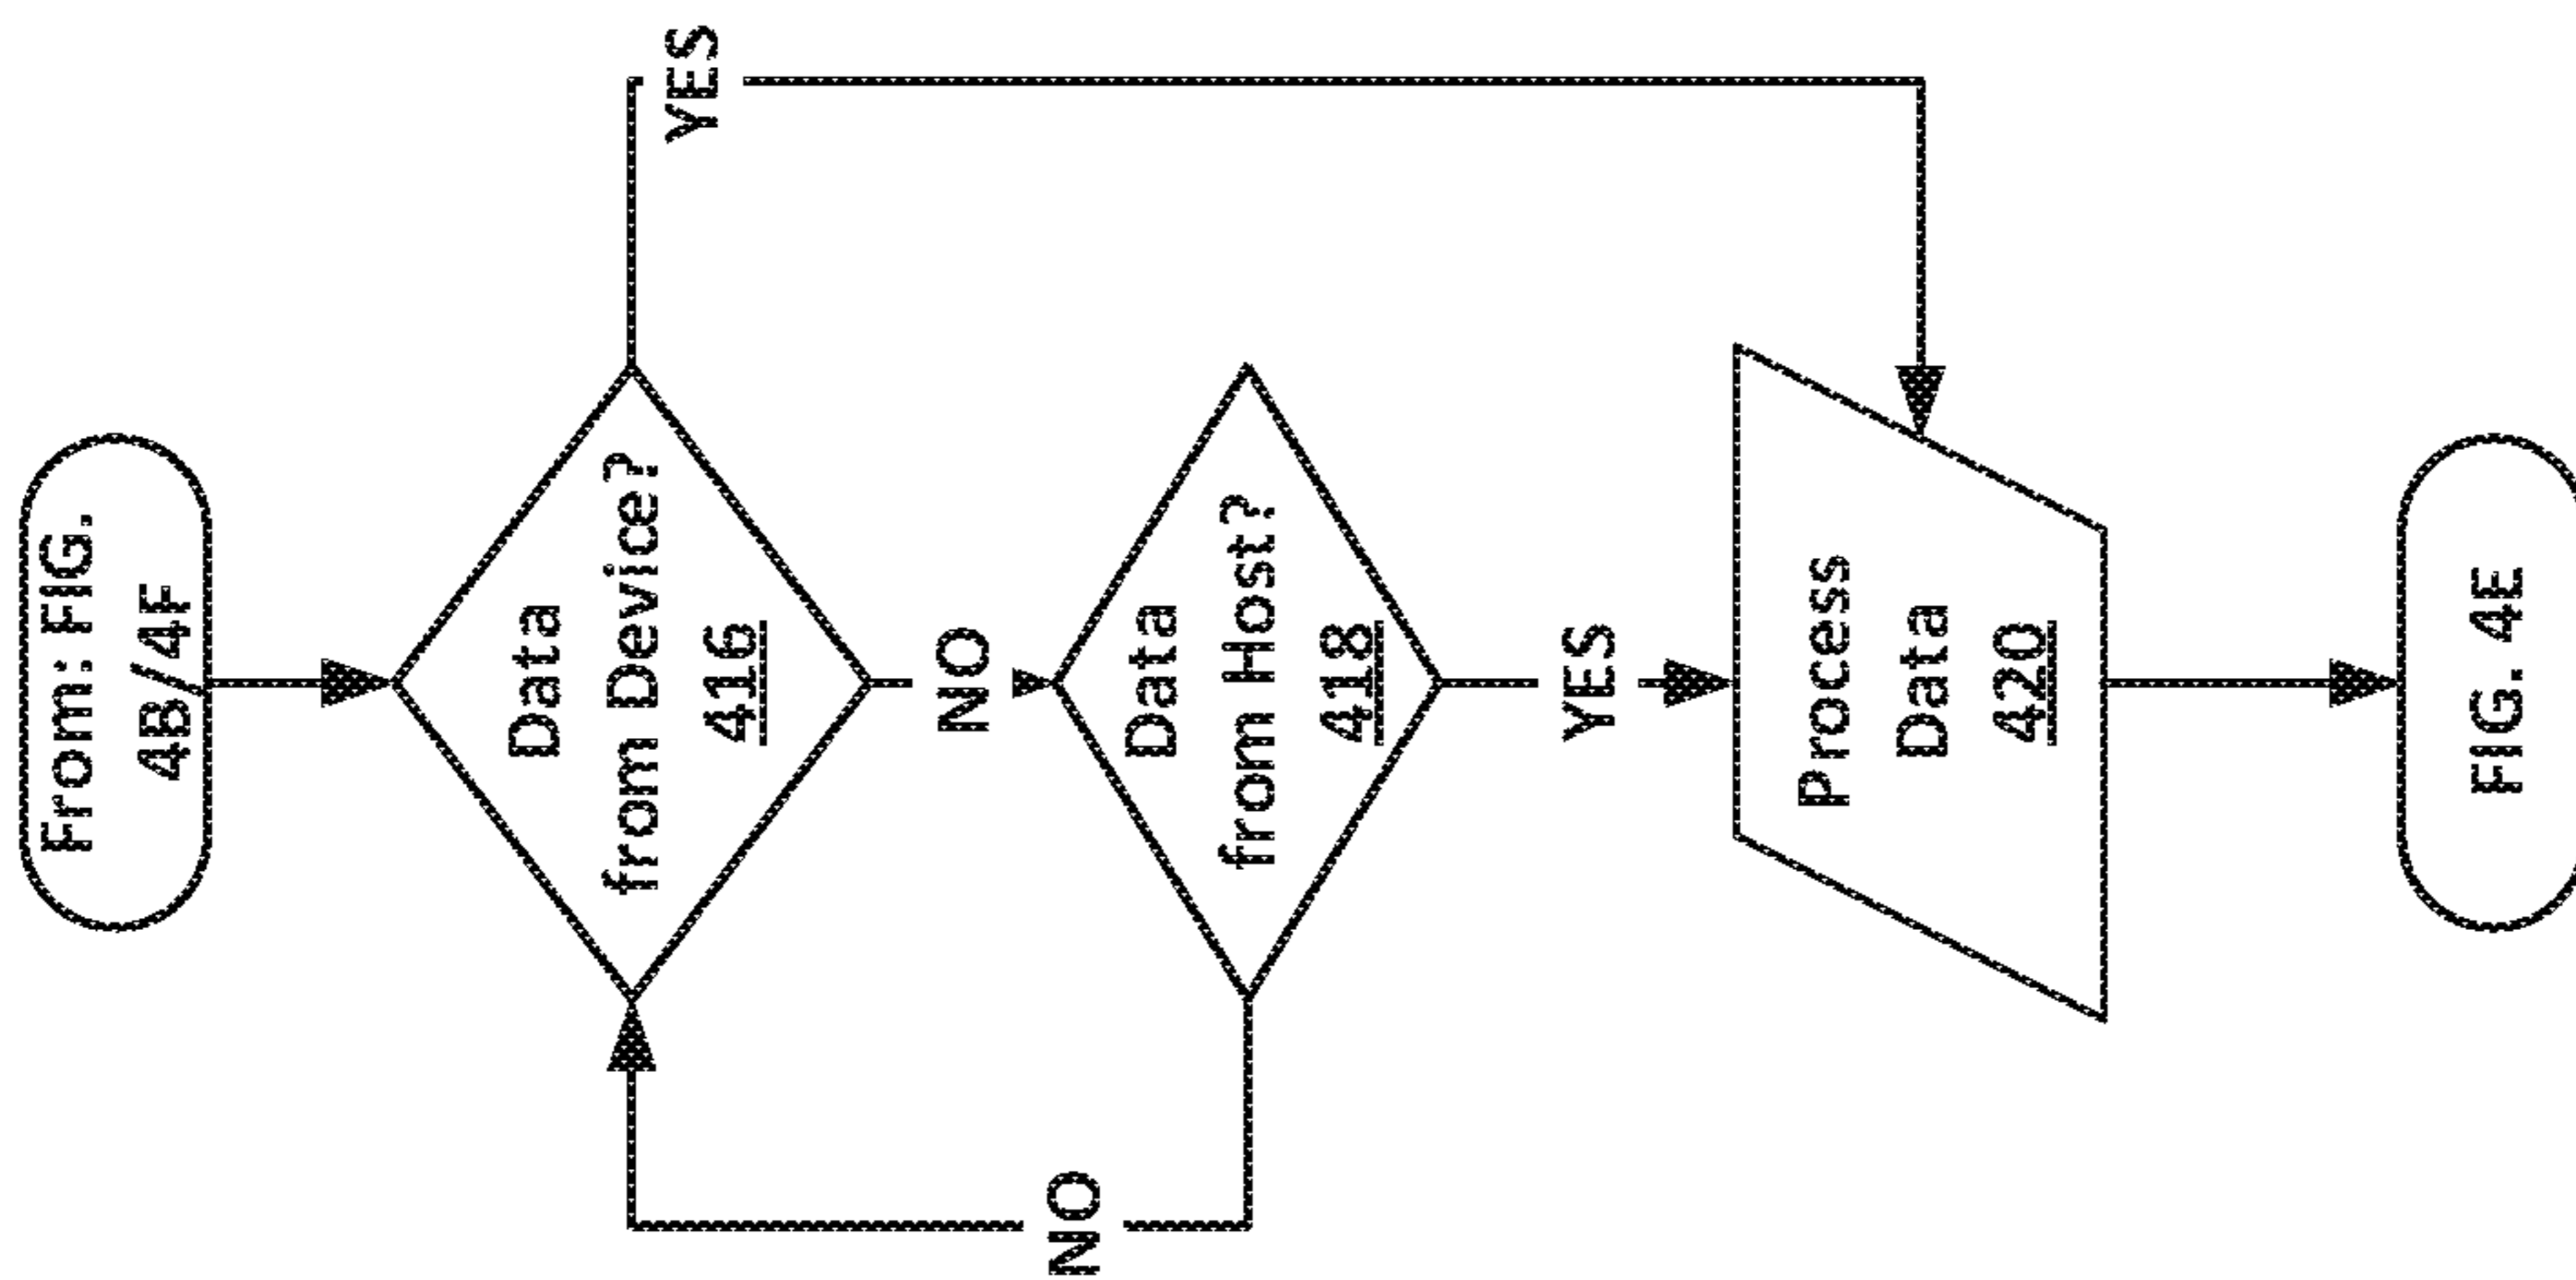 From: FIG.
4B/4F
Data
from Device?
416
YES
NO
Data
from Host?
418
NO
YES
Process
Data
420
FIG. 4E